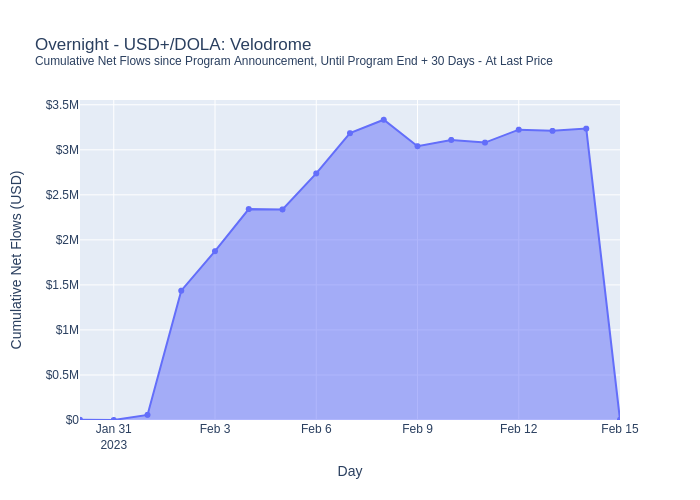 Overnight - USD+/DOLA: Velodrome
Cumulative Net Flows since Program Announcement, Until Program End + 30 Days - At Last Price
$3.5M
$3M
$2.5M
$2M
$1.5M
$1M
$0.5M
$0
Cumulative Net Flows (USD)
Jan 31 Feb 3 Feb 6 Feb 9 Feb 12 Feb 15
2023
Day